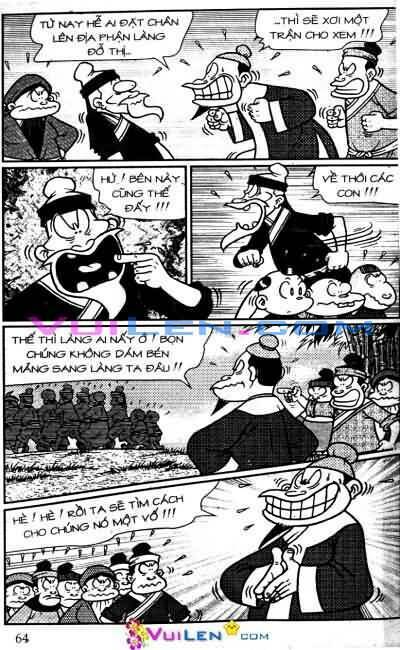 TỪ NAY HỄ AI ĐẶT CHÂN
LÊN ĐỊA PHẬN LÀNG
ĐỖ THỊ...
...THÌ SẼ XƠI MỘT
TRẬN CHO XEM !!!
HỨ ! BÊN NÀY
CŨNG THẾ
ĐẤY !!!
VỀ THÔI CÁC
CON !!!
VUILEN.COM
THẾ THÌ LÀNG AI NẤY Ở ! BỌN
CHÚNG KHÔNG DÁM BÉN
MẢNG SANG LÀNG TA ĐÂU !!
HÈ ! HÈ ! RỒI TA SẼ TÌM CÁCH
CHO CHÚNG NÓ MỘT VỐ !!!
64
VUILEN.COM